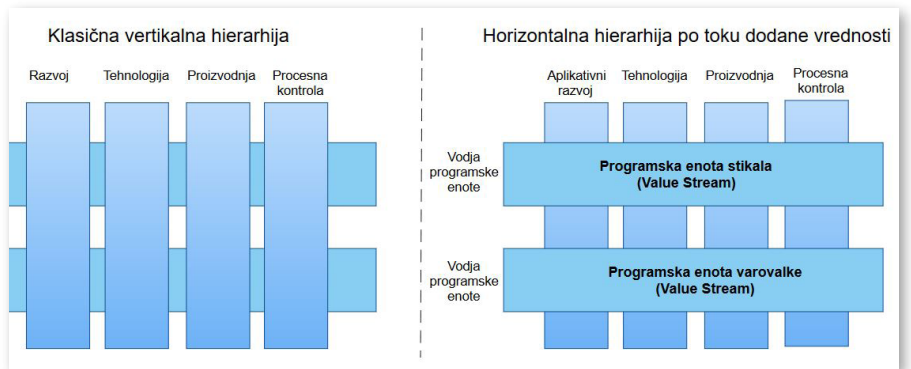 Klasična vertikalna hierarhija
Razvoj
Tehnologija
Proizvodnja
Procesna
kontrola
Horizontalna hierarhija po toku dodane vrednosti
Aplikativni
razvoj
Tehnologija
Proizvodnja
Procesna
kontrola
Vodja
programske
enote
Programska enota stikala
(Value Stream)
Vodja
programske
enote
Programska enota varovalke
(Value Stream)